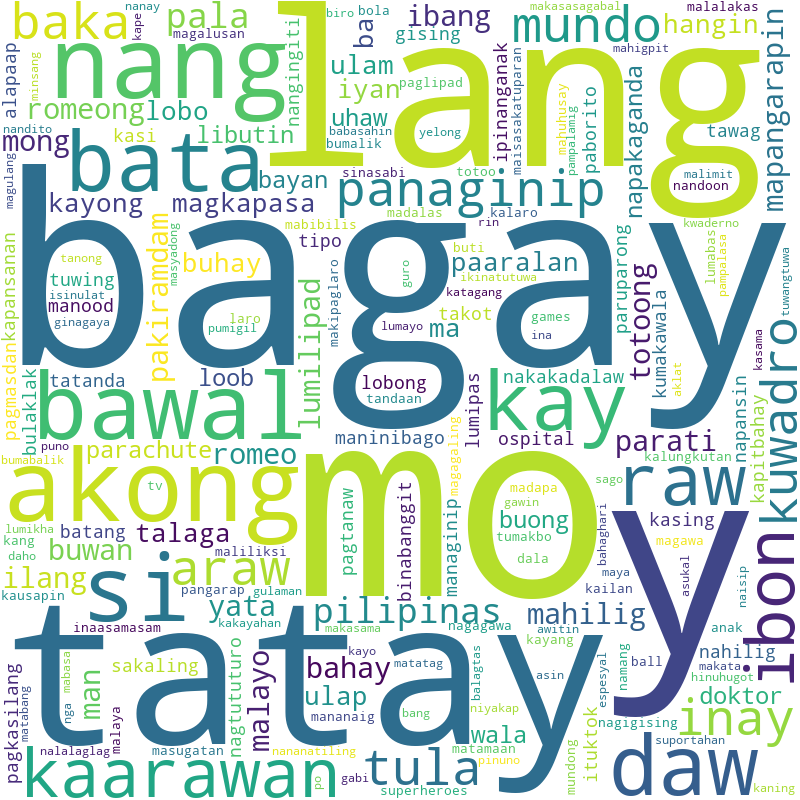 nanay biro bola makasasagabal malalakas
baka kape pala ibang mundo hangin
magalusan ba gising mahigpit
nang lang
alapaap minsang nangingiti ulam iyan paglipad ipinanganak maisasakatuparan mahuhusay pampalamig paborito napakaganda tawag mapangarapin
romeong lobo uhaw babasahin yelong
nandito kasi libutin bumalik
mong bata bayan sinasabi totoo malimit nandoon
magulang panaginip
kayong magkapasa madalas kalaro kwaderno
mabibilis tipo rin lumabas pampalasa
bagay
kapansanan tanong tuwing masyadong buhay manood buti paaralan paruparong totoong tuwangtuwa
pagmasdan isinulat pakiramdam lumilipad makipaglaro ikinatutuwa kumakawala
ginagaya pumigil laro lumayo guro katagang ma takot games ina kuwadro
bulaklak tatanda loob lobong tandaan kay nakakadalaw kasama
bawal lumipas aklat
puno parachute romeo maninibago ospital parati napansin kapitbahay
bumabalik tv akong mo magagaling madapa sago raw kalungkutan
lumikha batang talaga pagtanaw binabanggit managinip gawin buong tumakbo bahaghari kasing
kang buwan maliliksi dala magawa y
daho ilang si araw maya kailan asukal naisip ibon
kausapin pangarap gulaman yata pilipinas mahilig
inaasamasam kakayahan makasama nagagawa awitin anak
tatay
pagkasilang matabang man sakaling nagtututuro malayo bahay kayo matatag balagtas kayang asin espesyal ball namang nahilig makata
mabasa nga malaya ulap mananaig bang niyakap hinuhugot doktor
nalalaglag masugatan nananatiling wala matamaan ituktok nagigising inay
kaarawan po gabi tula pinuno mundong daw suportahan
superheroes kaning